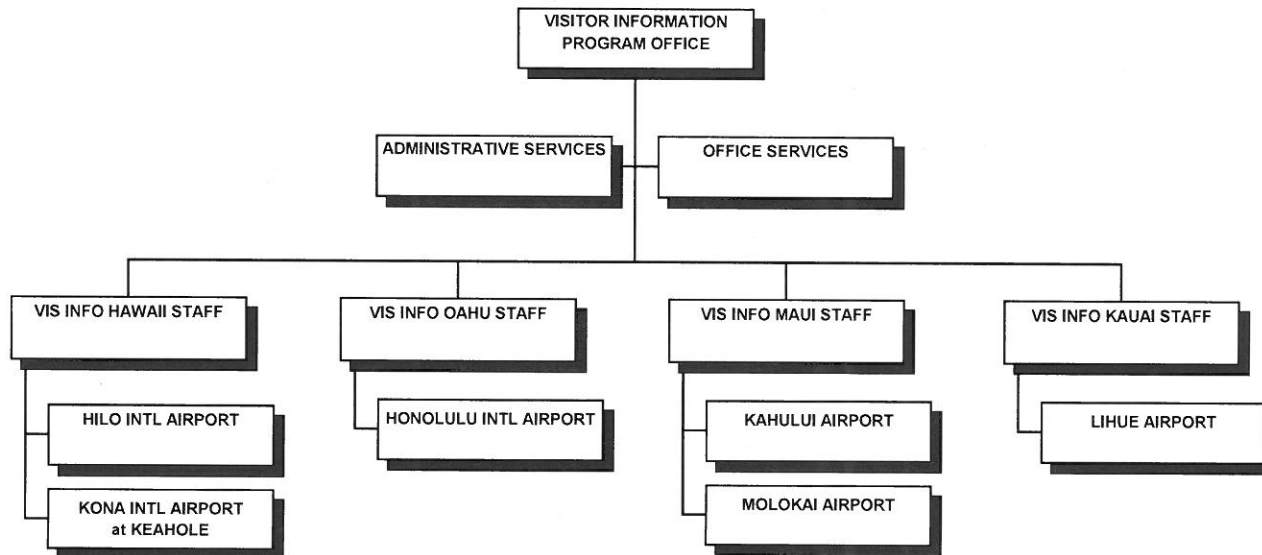 VISITOR INFORMATION
PROGRAM OFFICE
ADMINISTRATIVE SERVICES
OFFICE SERVICES
VIS INFO HAWAII STAFF
VIS INFO OAHU STAFF
VIS INFO MAUI STAFF
VIS INFO KAUAI STAFF
HILO INTL AIRPORT
HONOLULU INTL AIRPORT
KAHULUI AIRPORT
LIHUE AIRPORT
KONA INTL AIRPORT
at KEAHOLE
MOLOKAI AIRPORT